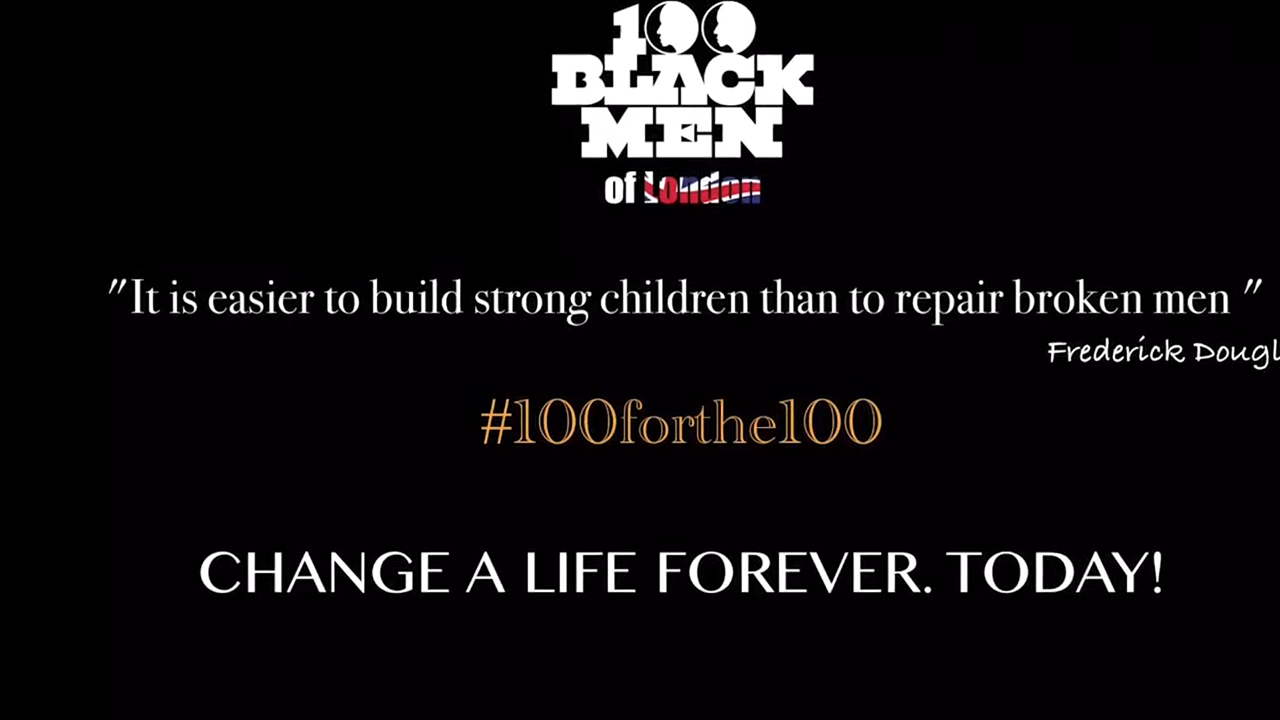 100
BLACK
MEN
of London
"It is easier to build strong children than to repair broken men "
Frederick Dougl
#100forthe100
CHANGE A LIFE FOREVER. TODAY!